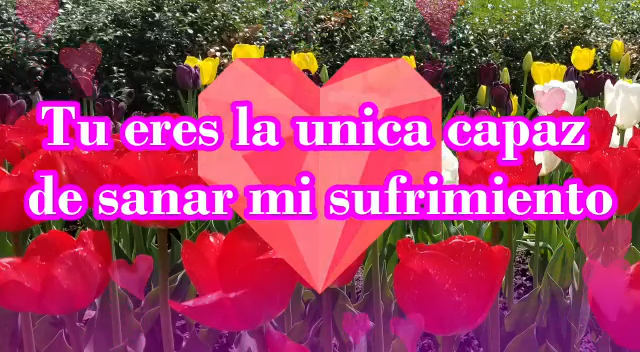 Tu eres la unica capaz
de sanar mi sufrimiento